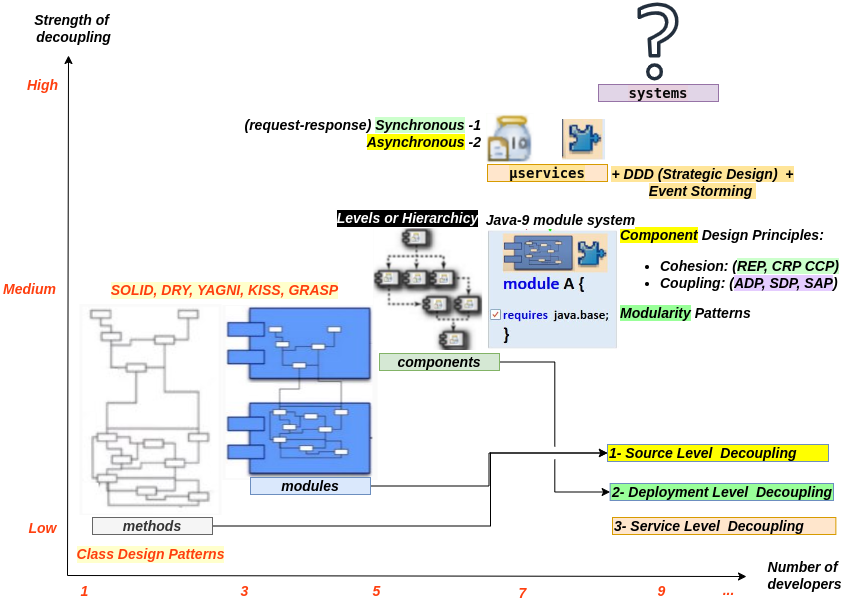 Strength of
decoupling
High
systems
(request-response) Synchronous -1
Asynchronous -2
µservices
+ DDD (Strategic Design) +
Event Storming
Levels or Hierarchicy
Java-9 module system
Component Design Principles:
• Cohesion: (REP, CRP CCP)
• Coupling: (ADP, SDP, SAP)
Modularity Patterns
module A {
requires java.base;
}
Medium
SOLID, DRY, YAGNI, KISS, GRASP
components
1- Source Level Decoupling
modules
2- Deployment Level Decoupling
methods
3- Service Level Decoupling
Low
Class Design Patterns
Number of
developers
1 3 5 7 9 ...